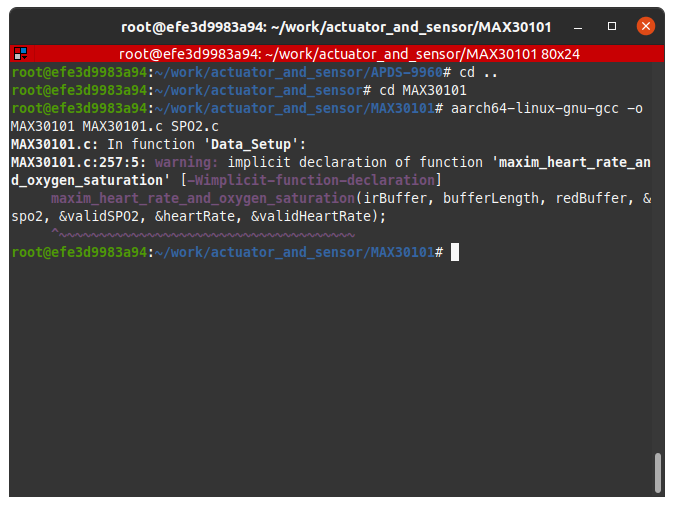 root@efe3d9983a94: ~/work/actuator_and_sensor/MAX30101
root@efe3d9983a94: ~/work/actuator_and_sensor/MAX30101 80x24
root@efe3d9983a94:~/work/actuator_and_sensor/APDS-9960# cd ..
root@efe3d9983a94:~/work/actuator_and_sensor# cd MAX30101
root@efe3d9983a94:~/work/actuator_and_sensor/MAX30101# aarch64-linux-gnu-gcc -o
MAX30101 MAX30101.c SPO2.c
MAX30101.c: In function 'Data_Setup':
MAX30101.c:257:5: warning: implicit declaration of function 'maxim_heart_rate_an
d_oxygen_saturation' [-Wimplicit-function-declaration]
     maxim_heart_rate_and_oxygen_saturation(irBuffer, bufferLength, redBuffer, &
spo2, &validSPO2, &heartRate, &validHeartRate);
     ^~~~~~~~~~~~~~~~~~~~~~~~~~~~~~~~~~~~~~
root@efe3d9983a94:~/work/actuator_and_sensor/MAX30101#